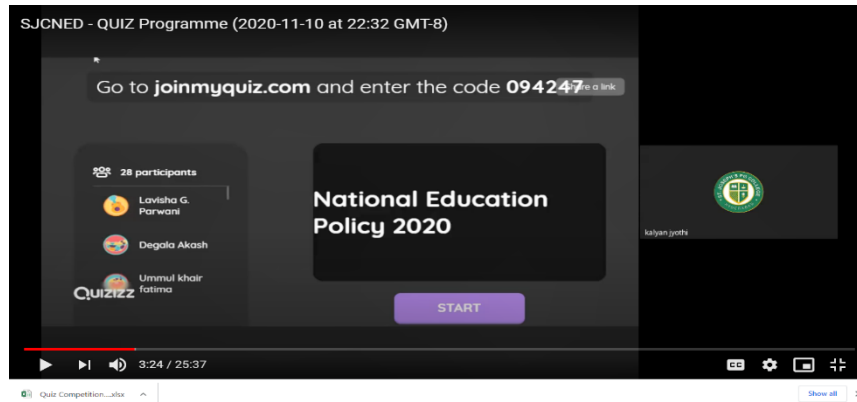 SJCNED - QUIZ Programme (2020-11-10 at 22:32 GMT-8)
Go to joinmyquiz.com and enter the code 094247
a link
28 participants
Lavisha G.
Parwani
Degala Akash
Ummul khair
fatima
Quizizz
National Education
Policy 2020
START
kalyan jyothi
3:24 / 25:37
CC
Quiz Competition....xlsx
Show all